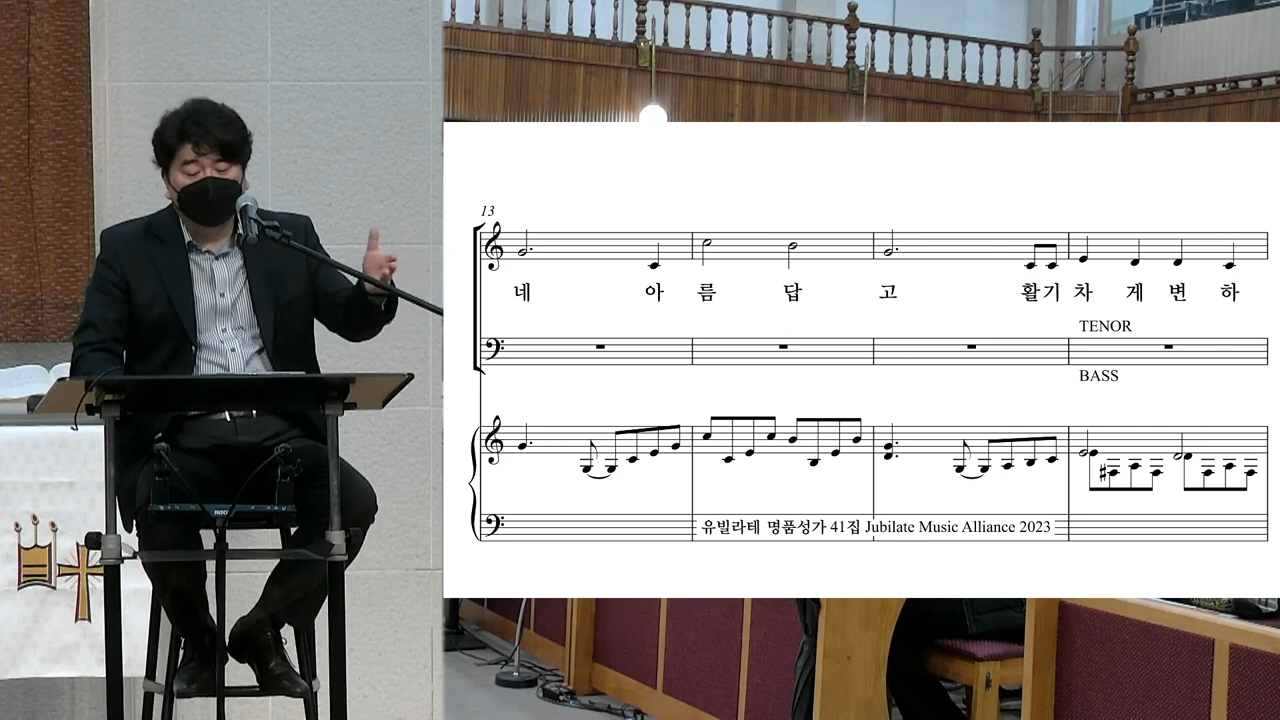 13
네 아 름 답 고 활기 차 게 변 하
TENOR
BASS
유빌라테 명품성가 41집 Jubilate Music Alliance 2023